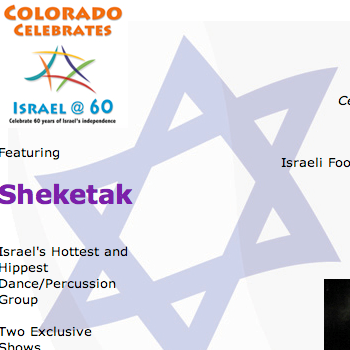 COLORADO
CELEBRATES
ISRAEL @ 60
Celebrate 60 years of Israel's independence
Featuring
Israeli
Sheketak
Israel's Hottest and
Hippest
Dance/Percussion
Group
Two Exclusive
Shows